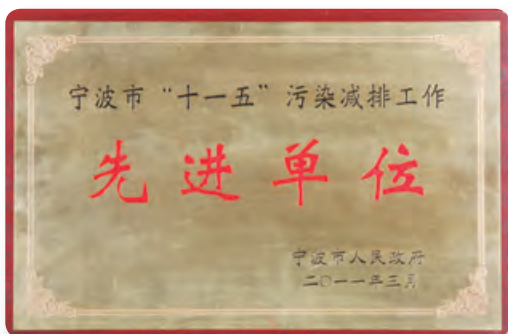 宁波市“十一五”污染减排工作
先进单位
宁波市人民政府
二〇一一年三月